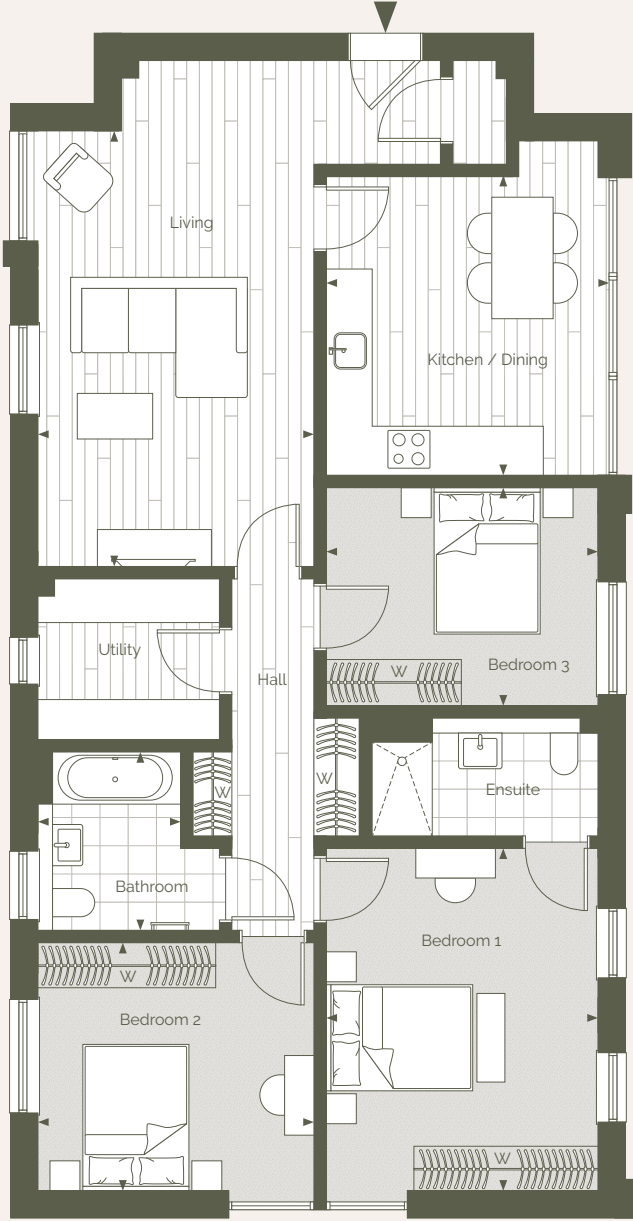 Living
Kitchen / Dining
Utility
Hall
W
Bedroom 3
W
W
Ensuite
Bathroom
Bedroom 1
W
Bedroom 2
W